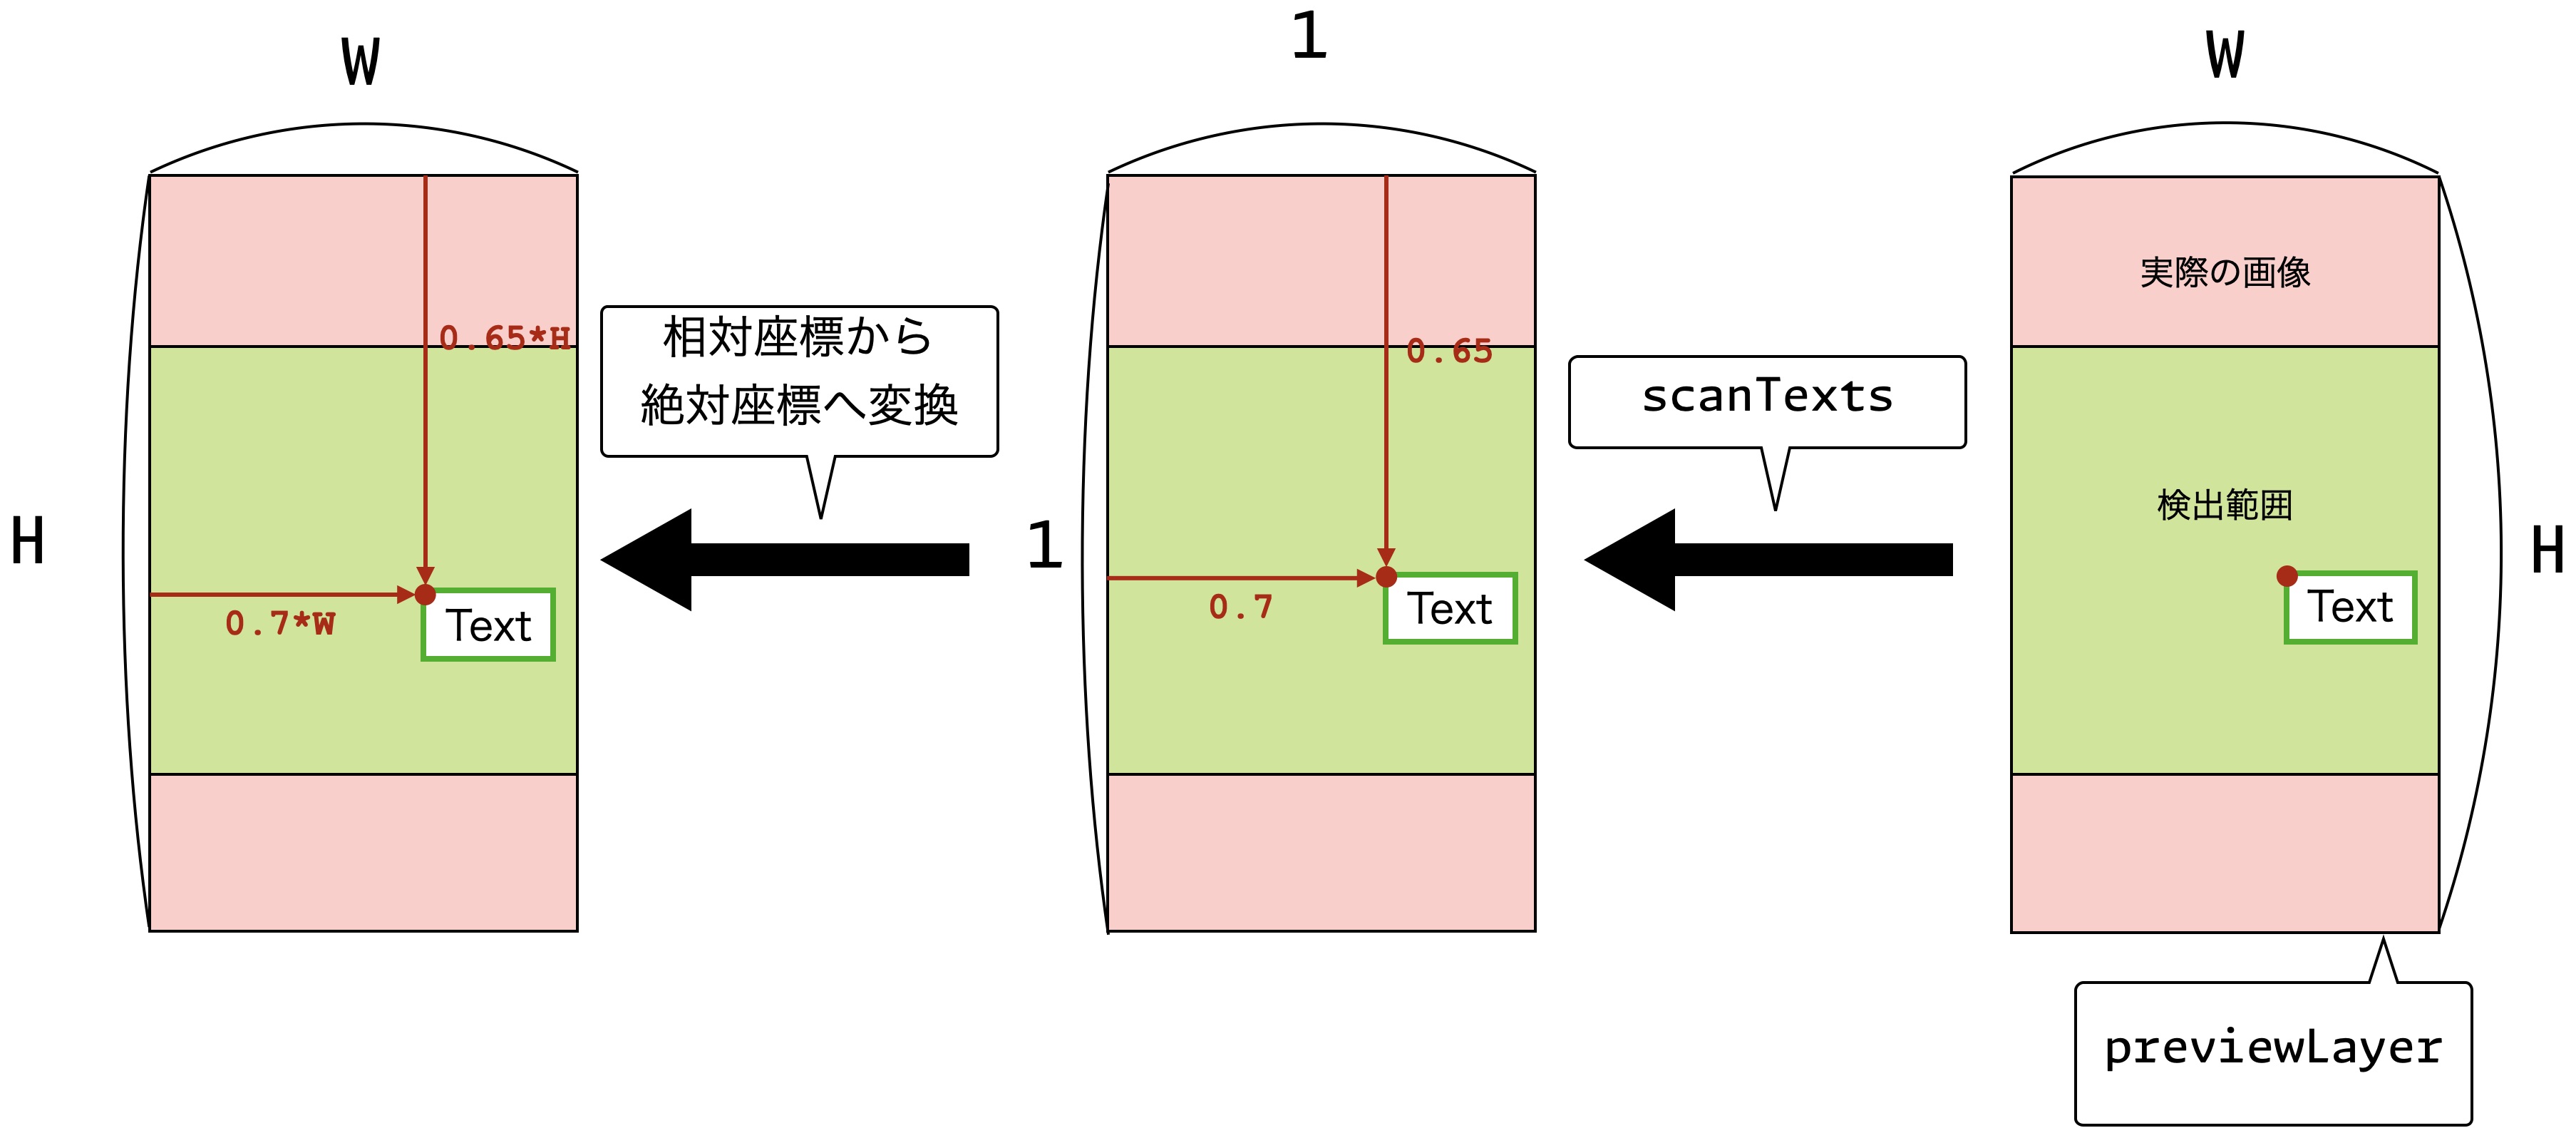 W
H
0.65*H
0.7*W
Text
相対座標から
絶対座標へ変換
1
1
0.65
0.7
Text
scanTexts
W
H
実際の画像
検出範囲
Text
previewLayer